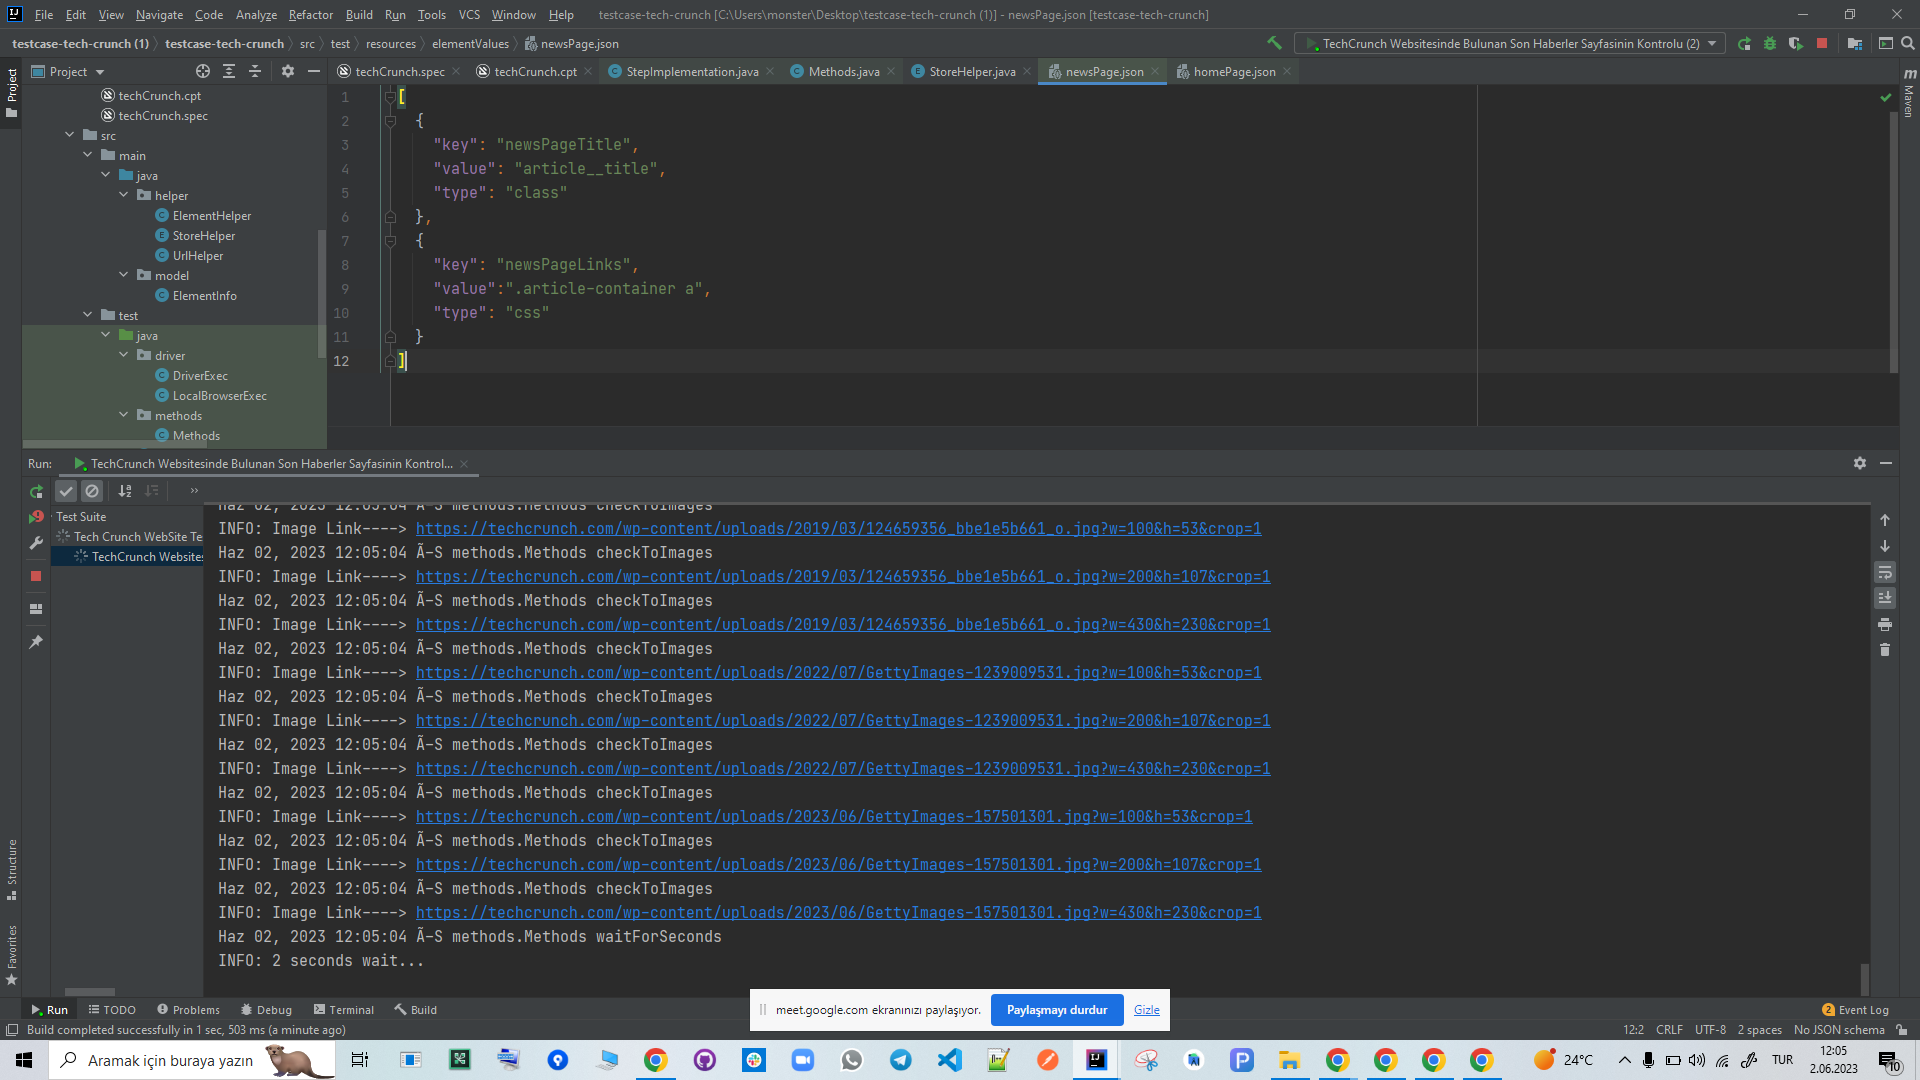 File Edit View Navigate Code Analyze Refactor Build Run Tools VCS Window Help testcase-tech-crunch [C:\Users\monster\Desktop\testcase-tech-crunch (1)] - newsPage.json [testcase-tech-crunch]
testcase-tech-crunch (1) testcase-tech-crunch src test resources elementValues newsPage.json TechCrunch Websitesinde Bulunan Son Haberler Sayfasinin Kontrolu (2)
Project techCrunch.spec techCrunch.cpt StepImplementation.java Methods.java StoreHelper.java newsPage.json homePage.json
Project
Maven
techCrunch.cpt
techCrunch.spec
src
main
java
helper
ElementHelper
StoreHelper
UrlHelper
model
ElementInfo
test
java
driver
DriverExec
LocalBrowserExec
methods
Methods
1 [
2 {
3 "key": "newsPageTitle",
4 "value": "article__title",
5 "type": "class"
6 },
7 {
8 "key": "newsPageLinks",
9 "value":".article-container a",
10 "type": "css"
11 }
12 ]
Run: TechCrunch Websitesinde Bulunan Son Haberler Sayfasinin Kontrol...
Test Suite
Tech Crunch WebSite Te
TechCrunch Websites
Haz 02, 2023 12:05:04 Ã–S methods.Methods checkToImages
INFO: Image Link----> https://techcrunch.com/wp-content/uploads/2019/03/124659356_bbe1e5b661_o.jpg?w=100&h=53&crop=1
Haz 02, 2023 12:05:04 Ã–S methods.Methods checkToImages
INFO: Image Link----> https://techcrunch.com/wp-content/uploads/2019/03/124659356_bbe1e5b661_o.jpg?w=200&h=107&crop=1
Haz 02, 2023 12:05:04 Ã–S methods.Methods checkToImages
INFO: Image Link----> https://techcrunch.com/wp-content/uploads/2019/03/124659356_bbe1e5b661_o.jpg?w=430&h=230&crop=1
Haz 02, 2023 12:05:04 Ã–S methods.Methods checkToImages
INFO: Image Link----> https://techcrunch.com/wp-content/uploads/2022/07/GettyImages-1239009531.jpg?w=100&h=53&crop=1
Haz 02, 2023 12:05:04 Ã–S methods.Methods checkToImages
INFO: Image Link----> https://techcrunch.com/wp-content/uploads/2022/07/GettyImages-1239009531.jpg?w=200&h=107&crop=1
Haz 02, 2023 12:05:04 Ã–S methods.Methods checkToImages
INFO: Image Link----> https://techcrunch.com/wp-content/uploads/2022/07/GettyImages-1239009531.jpg?w=430&h=230&crop=1
Haz 02, 2023 12:05:04 Ã–S methods.Methods checkToImages
INFO: Image Link----> https://techcrunch.com/wp-content/uploads/2023/06/GettyImages-157501301.jpg?w=100&h=53&crop=1
Haz 02, 2023 12:05:04 Ã–S methods.Methods checkToImages
INFO: Image Link----> https://techcrunch.com/wp-content/uploads/2023/06/GettyImages-157501301.jpg?w=200&h=107&crop=1
Haz 02, 2023 12:05:04 Ã–S methods.Methods checkToImages
INFO: Image Link----> https://techcrunch.com/wp-content/uploads/2023/06/GettyImages-157501301.jpg?w=430&h=230&crop=1
Haz 02, 2023 12:05:04 Ã–S methods.Methods waitForSeconds
INFO: 2 seconds wait...
Structure
Favorites
meet.google.com ekranınızı paylaşıyor. Paylaşmayı durdur Gizle
Run TODO Problems Debug Terminal Build 2 Event Log
Build completed successfully in 1 sec, 503 ms (a minute ago) 12:2 CRLF UTF-8 2 spaces No JSON schema
Aramak için buraya yazın 24°C TUR 12:05
2.06.2023 10